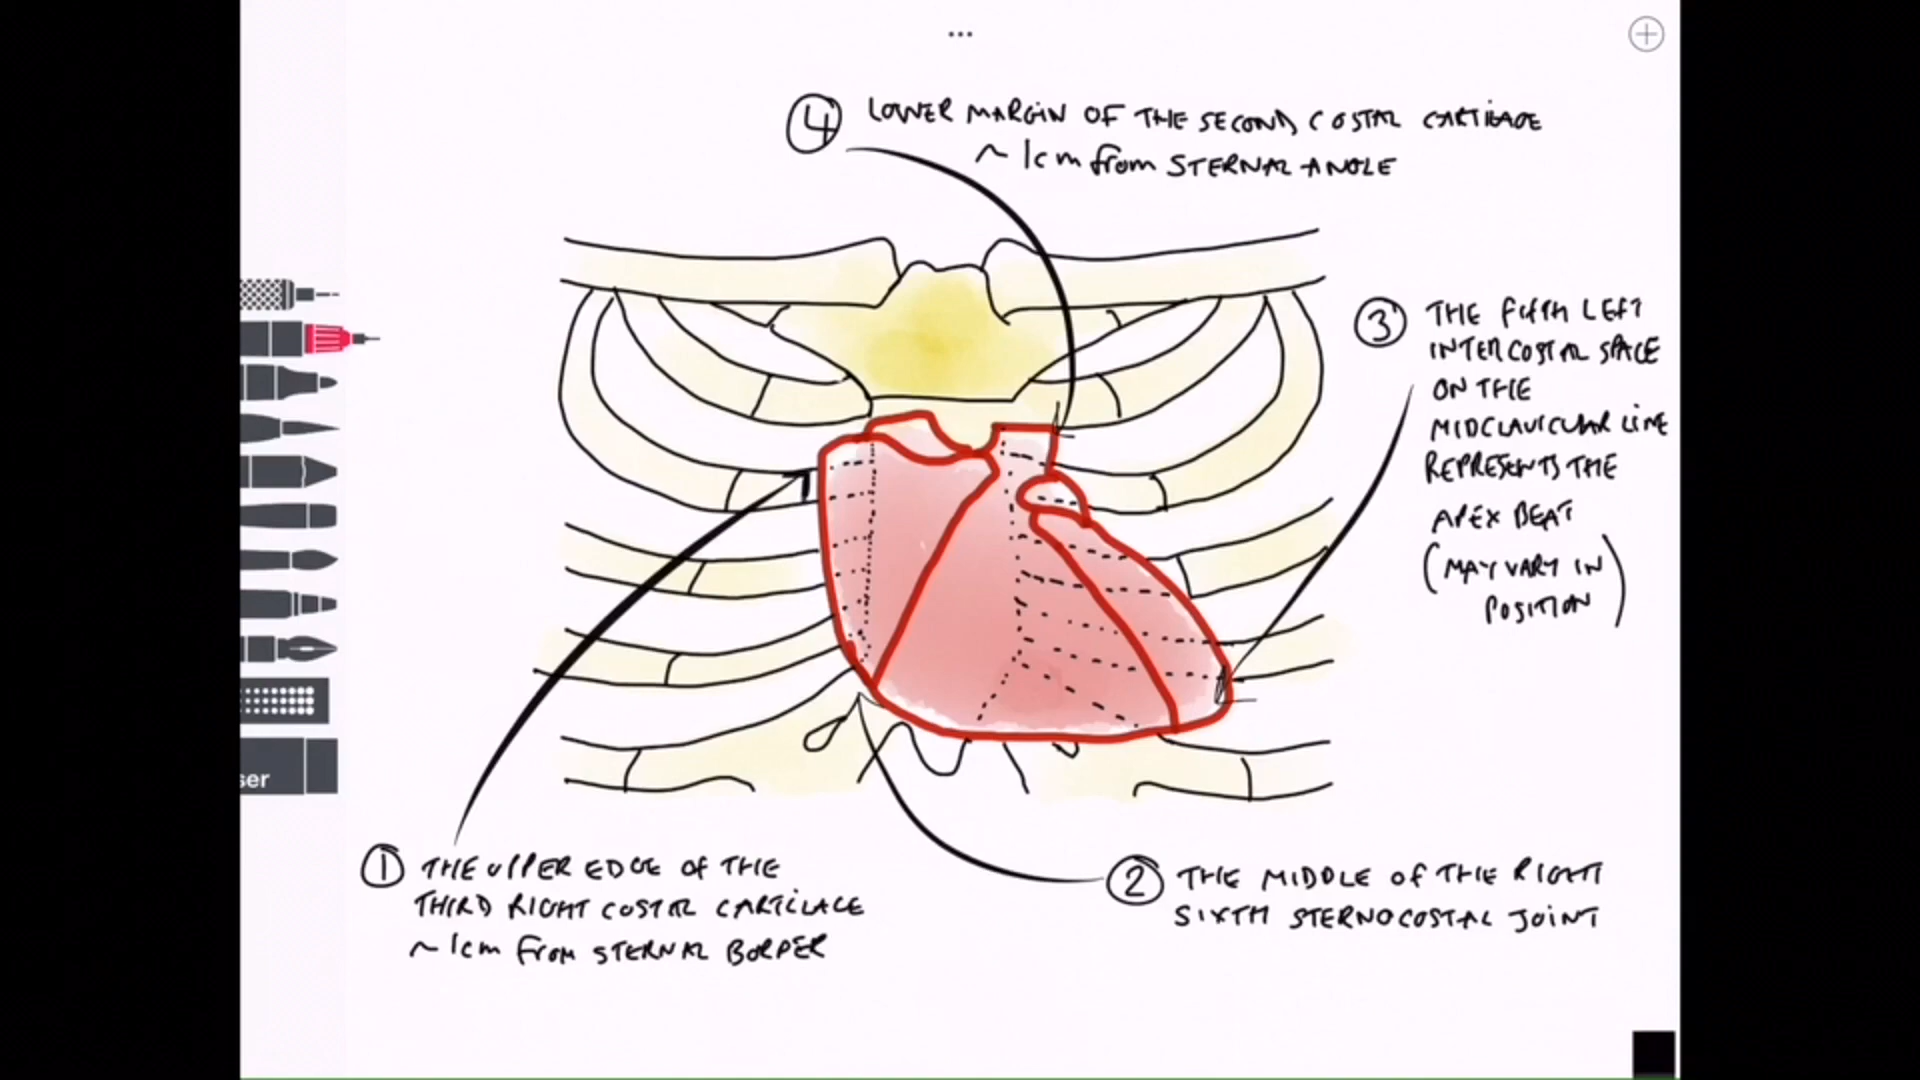 4 LOWER MARGIN OF THE SECOND COSTAL CARTILAGE
~ 1cm from STERNAL ANGLE
3 THE FIFTH LEFT
INTERCOSTAL SPACE
ON THE
MIDCLAVICULAR LINE
REPRESENTS THE
APEX BEAT
(MAY VARY IN
POSITION)
ser
1 THE UPPER EDGE OF THE
THIRD RIGHT COSTAL CARTILAGE
~ 1cm FROM STERNAL BORDER
2 THE MIDDLE OF THE RIGHT
SIXTH STERNOCOSTAL JOINT